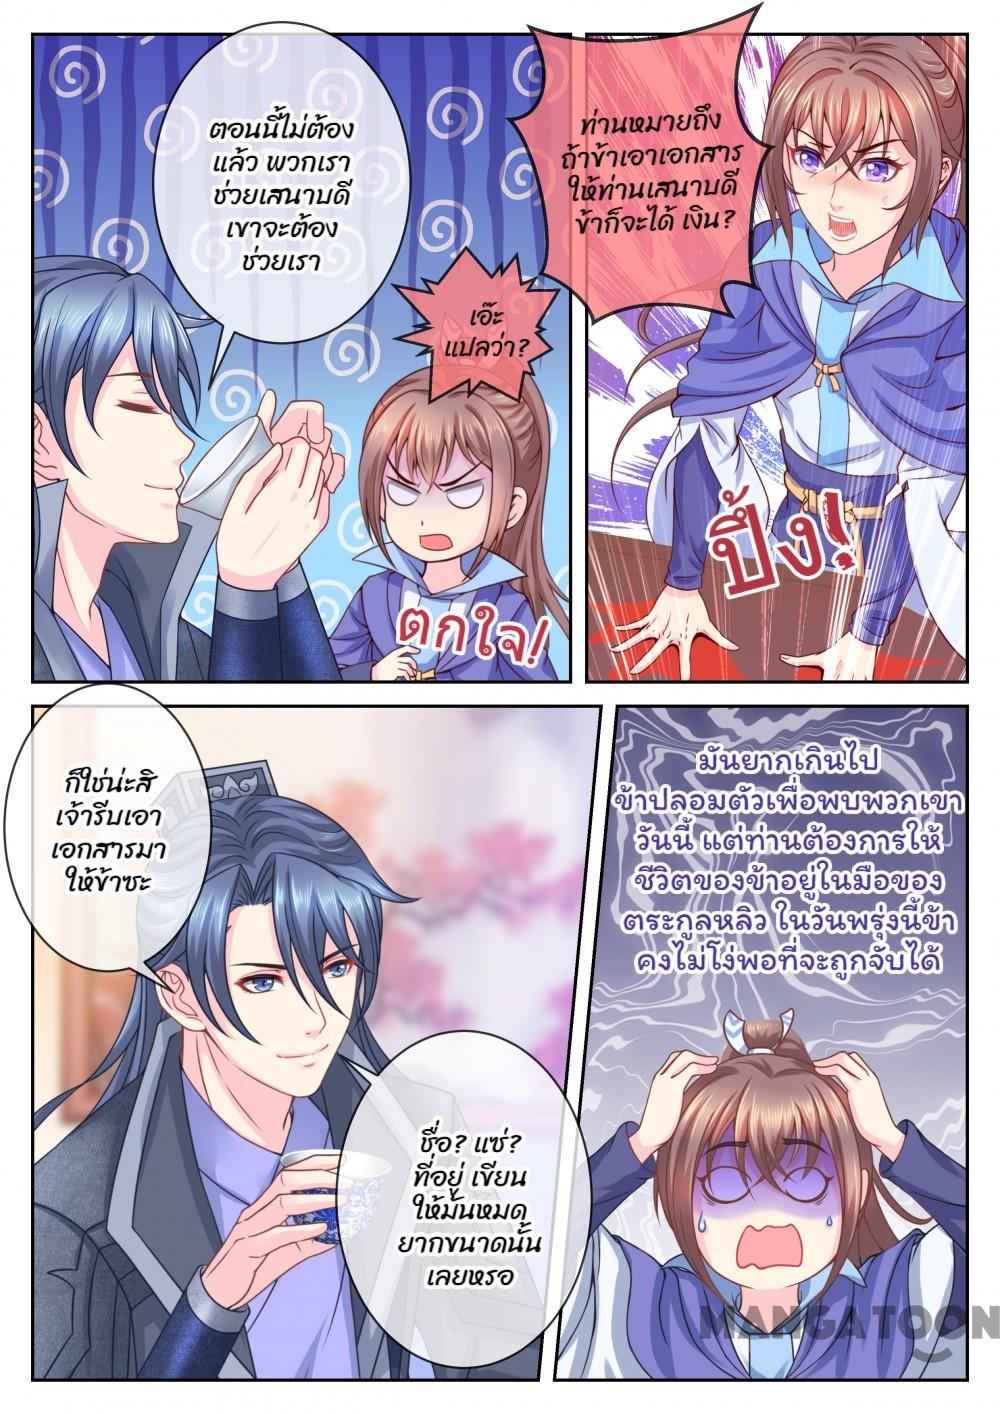 ตอนนี้ไม่ต้อง
แล้ว พวกเรา
ช่วยเสนาบดี
เขาจะต้อง
ช่วยเรา
เอ๊ะ
แปลว่า?
ตกใจ!
ท่านหมายถึง
ถ้าข้าเอาเอกสาร
ให้ท่านเสนาบดี
ข้าก็จะได้ เงิน?
ปึ้ง!
ก็ใช่น่ะสิ
เจ้ารีบเอา
เอกสารมา
ให้ข้าซะ
ชื่อ? แซ่?
ที่อยู่ เขียน
ให้มันหมด
ยากขนาดนั้น
เลยหรอ
มันยากเกินไป
ข้าปลอมตัวเพื่อพบพวกเขา
วันนี้ แต่ท่านต้องการให้
ชีวิตของข้าอยู่ในมือของ
ตระกูลหลิว ในวันพรุ่งนี้ข้า
คงไม่โง่พอที่จะถูกจับได้
MANGATOON